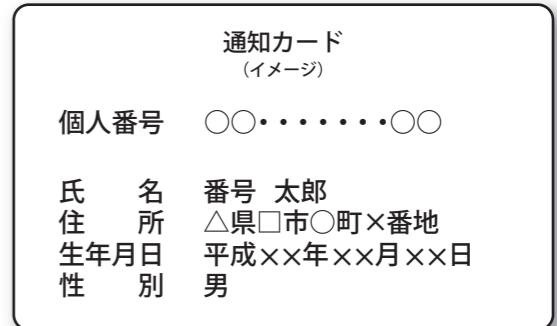 通知カード
(イメージ)
個人番号 ○○・・・・・・・○○
氏 名 番号 太郎
住 所 △県□市○町×番地
生年月日 平成××年××月××日
性 別 男